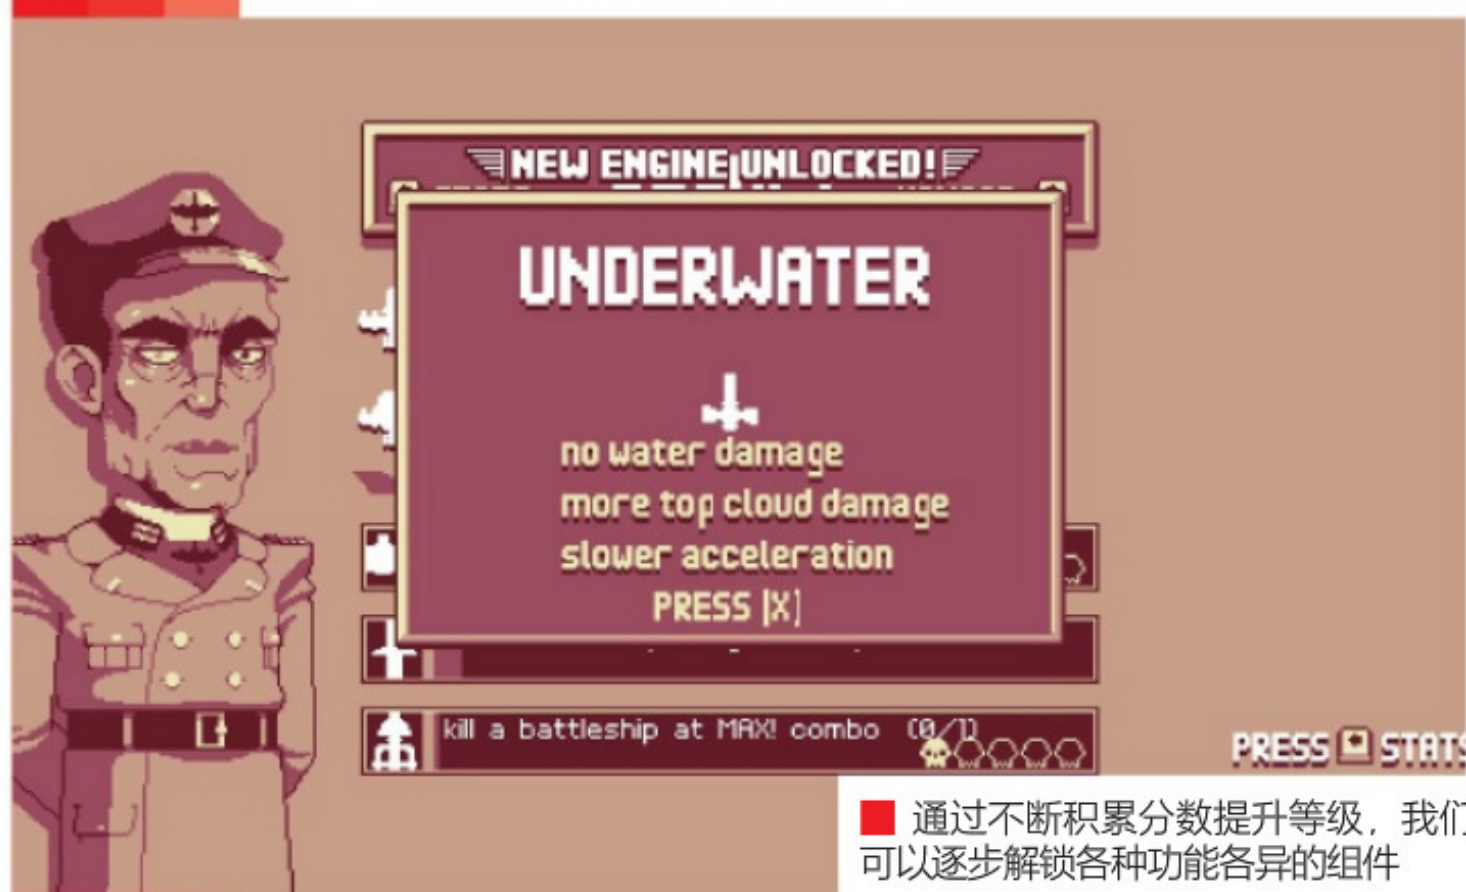 NEW ENGINE UNLOCKED!
UNDERWATER
no water damage
more top cloud damage
slower acceleration
PRESS [X]
kill a battleship at MAX! combo (0/1)
PRESS STATS
■ 通过不断积累分数提升等级，我们
可以逐步解锁各种功能各异的组件